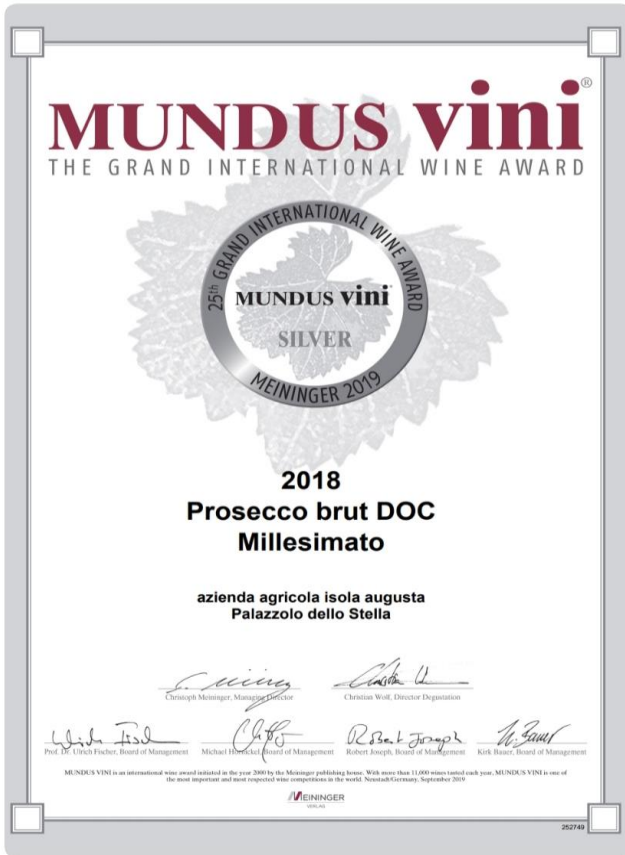 MUNDUS vini®
THE GRAND INTERNATIONAL WINE AWARD
25th GRAND INTERNATIONAL WINE AWARD
MUNDUS vini
SILVER
MEININGER 2019
2018
Prosecco brut DOC
Millesimato
azienda agricola isola augusta
Palazzolo dello Stella
Christoph Meininger, Managing Director
Christian Wolf, Director Degustation
Prof. Dr. Ulrich Fischer, Board of Management
Michael Hornickel, Board of Management
Robert Joseph
Robert Joseph, Board of Management
Kirk Bauer, Board of Management
MUNDUS VINI is an international wine award initiated in the year 2000 by the Meininger publishing house. With more than 11,000 wines tasted each year, MUNDUS VINI is one of
the most important and most respected wine competitions in the world. Neustadt/Germany, September 2019
MEININGER
VERLAG
252749